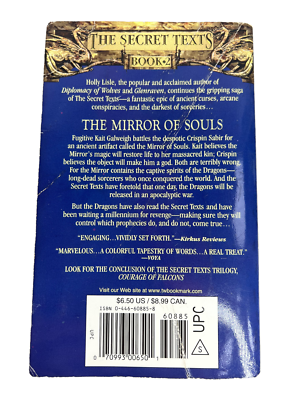 THE SECRET TEXTS
BOOK•2
Holly Lisle, the popular and acclaimed author of
Diplomacy of Wolves and Glenraven, continues the gripping saga
of The Secret Texts—a fantastic epic of ancient curses, arcane
conspiracies, and the darkest of sorceries...
THE MIRROR OF SOULS
Fugitive Kait Galweigh battles the despotic Crispin Sabir for
an ancient artifact called the Mirror of Souls. Kait believes the
Mirror's magic will restore life to her massacred kin; Crispin
believes the object will make him a god. Both are terribly wrong.
For the Mirror contains the captive spirits of the Dragons—
long-dead sorcerers who once conquered the world. And the
Secret Texts have foretold that one day, the Dragons will be
released in an apocalyptic war.
But the Dragons have also read the Secret Texts and have
been waiting a millennium for revenge—making sure they will
control which prophecies do, and do not, come true...
"ENGAGING...VIVIDLY SET FORTH." —Kirkus Reviews
"MARVELOUS...A COLORFUL TAPESTRY OF WORDS...A REAL TREAT."
—VOYA
LOOK FOR THE CONCLUSION OF THE SECRET TEXTS TRILOGY,
COURAGE OF FALCONS
Visit our Web site at www.twbookmark.com
$6.50 US / $8.99 CAN.
ISBN 0-446-60885-8
60885
UPC
S
0 70993 00650 1